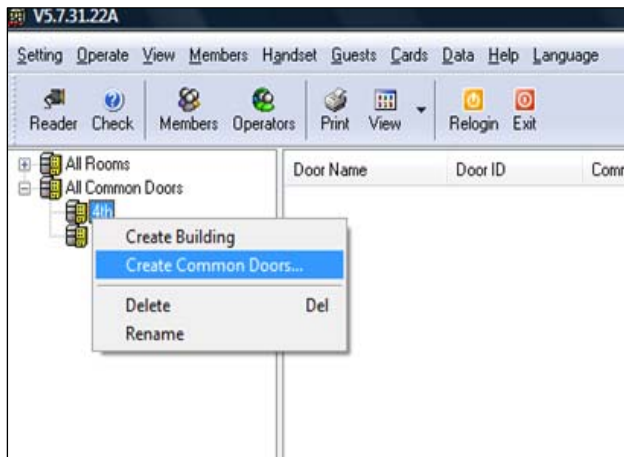 V5.7.31.22A
Setting Operate View Members Handset Guests Cards Data Help Language
Reader Check Members Operators Print View Relogin Exit
All Rooms
All Common Doors
4th
Door Name Door ID
Create Building
Create Common Doors...
Delete Del
Rename